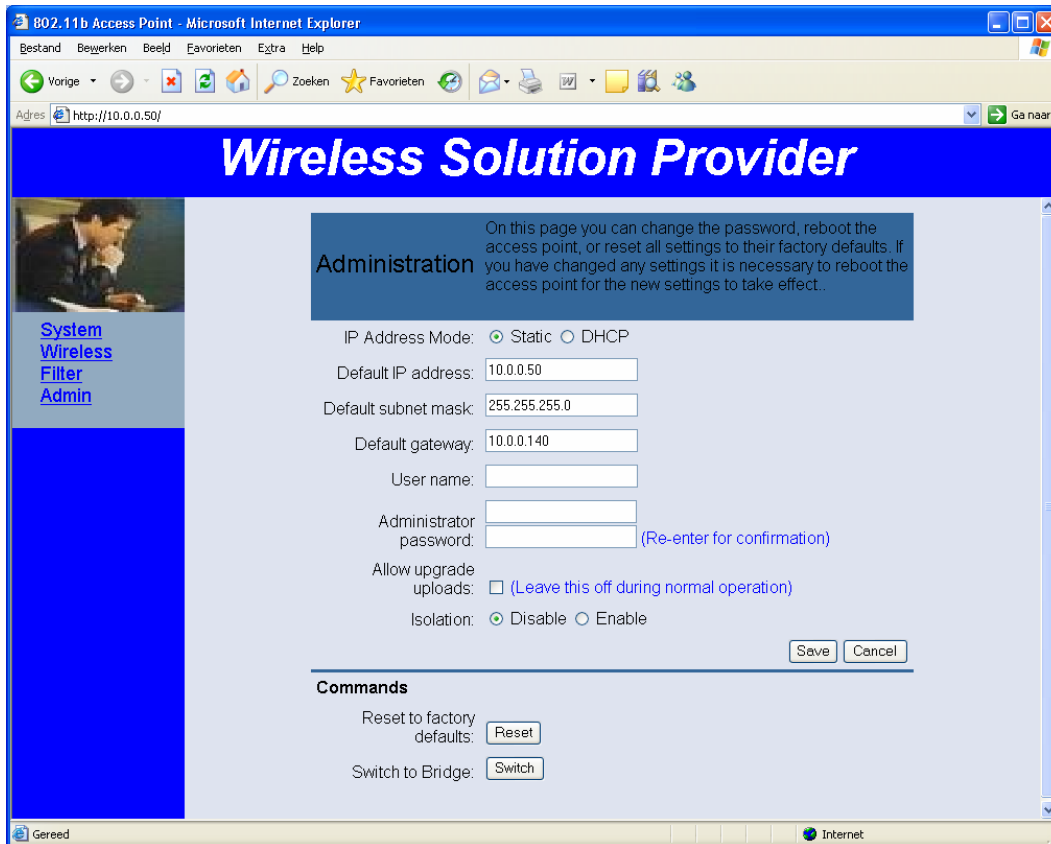 802.11b Access Point - Microsoft Internet Explorer
Bestand Bewerken Beeld Favorieten Extra Help
Vorige Zoeken Favorieten
Adres http://10.0.0.50/ Ga naar
Wireless Solution Provider
System
Wireless
Filter
Admin
Administration
On this page you can change the password, reboot the
access point, or reset all settings to their factory defaults. If
you have changed any settings it is necessary to reboot the
access point for the new settings to take effect..
IP Address Mode: Static DHCP
Default IP address: 10.0.0.50
Default subnet mask: 255.255.255.0
Default gateway: 10.0.0.140
User name:
Administrator
password: (Re-enter for confirmation)
Allow upgrade
uploads: (Leave this off during normal operation)
Isolation: Disable Enable
Save Cancel
Commands
Reset to factory
defaults: Reset
Switch to Bridge: Switch
Gereed Internet